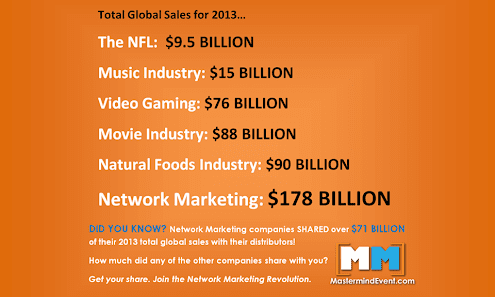 Total Global Sales for 2013...
The NFL: $9.5 BILLION
Music Industry: $15 BILLION
Video Gaming: $76 BILLION
Movie Industry: $88 BILLION
Natural Foods Industry: $90 BILLION
Network Marketing: $178 BILLION
DID YOU KNOW? Network Marketing companies SHARED over $71 BILLION
of their 2013 total global sales with their distributors!
How much did any of the other companies share with you?
Get your share. Join the Network Marketing Revolution.
MM
MastermindEvent.com